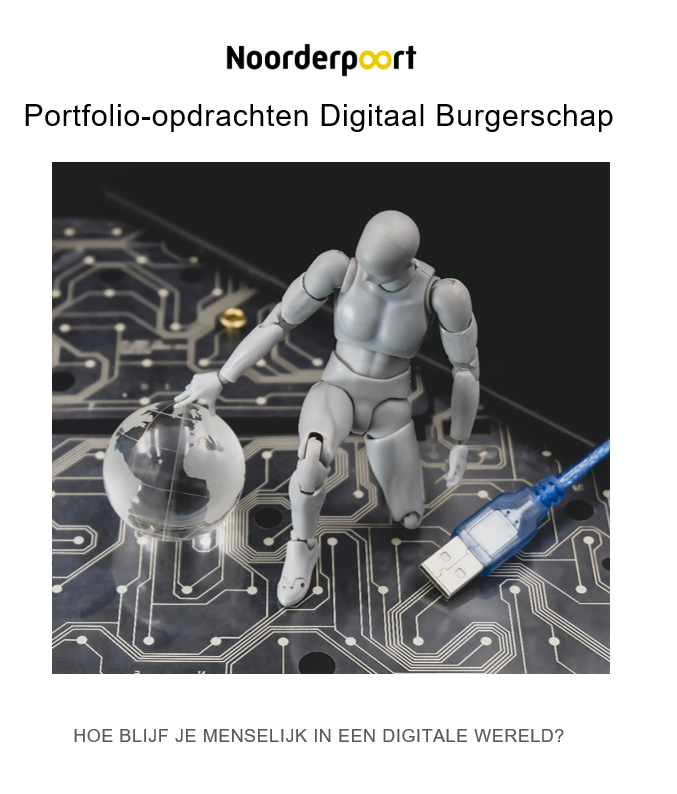 Noorderpoort
Portfolio-opdrachten Digitaal Burgerschap
HOE BLIJF JE MENSELIJK IN EEN DIGITALE WERELD?